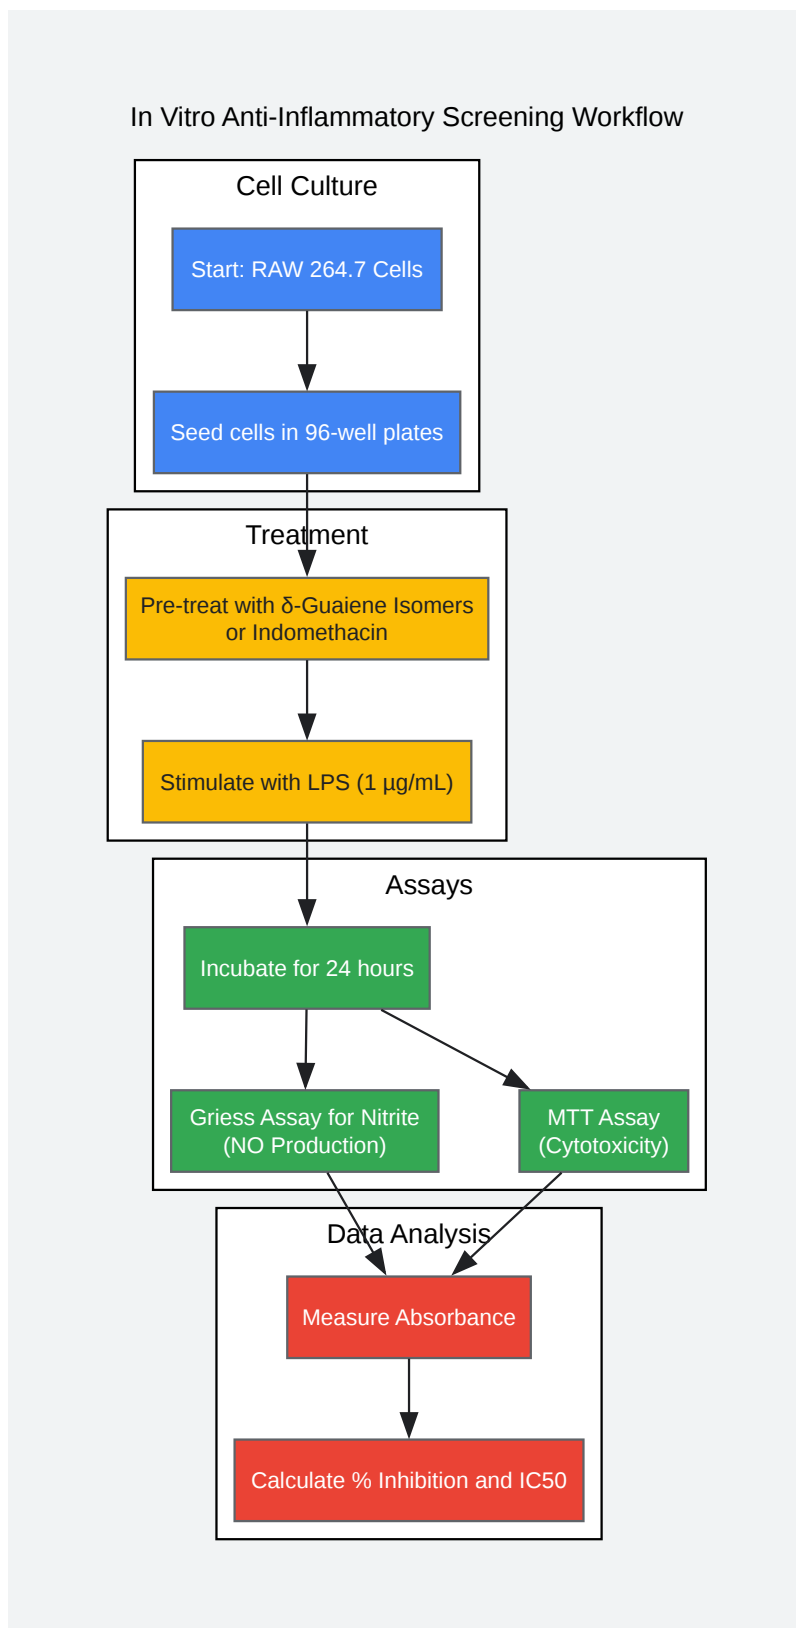 In Vitro Anti-Inflammatory Screening Workflow
Cell Culture
Start: RAW 264.7 Cells
Seed cells in 96-well plates
Treatment
Pre-treat with δ-Guaiene Isomers
or Indomethacin
Stimulate with LPS (1 µg/mL)
Assays
Incubate for 24 hours
Griess Assay for Nitrite
(NO Production)
MTT Assay
(Cytotoxicity)
Data Analysis
Measure Absorbance
Calculate % Inhibition and IC50